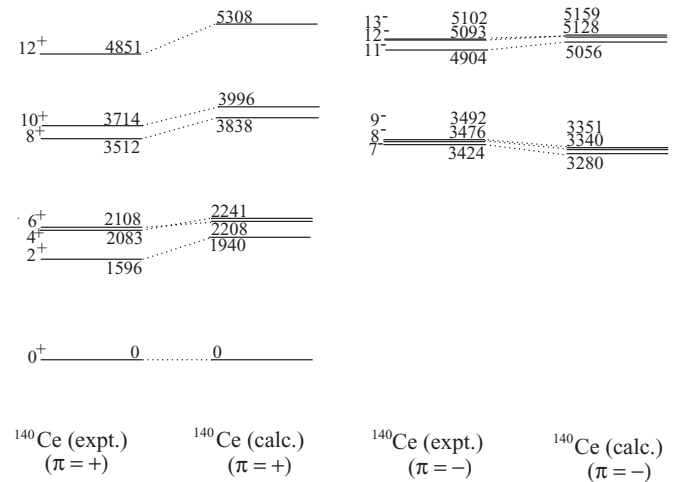 5308
12⁺ 4851
10⁺ 3714 3996
8⁺ 3512 3838
6⁺ 2108 2241
4⁺ 2083 2208
2⁺ 1596 1940
0⁺ 0 0
13⁻ 5102 5159
12⁻ 5093 5128
11⁻ 4904 5056
9⁻ 3492 3351
8⁻ 3476 3340
7⁻ 3424 3280
¹⁴⁰Ce (expt.) ¹⁴⁰Ce (calc.) ¹⁴⁰Ce (expt.) ¹⁴⁰Ce (calc.)
(π = +) (π = +) (π = −) (π = −)